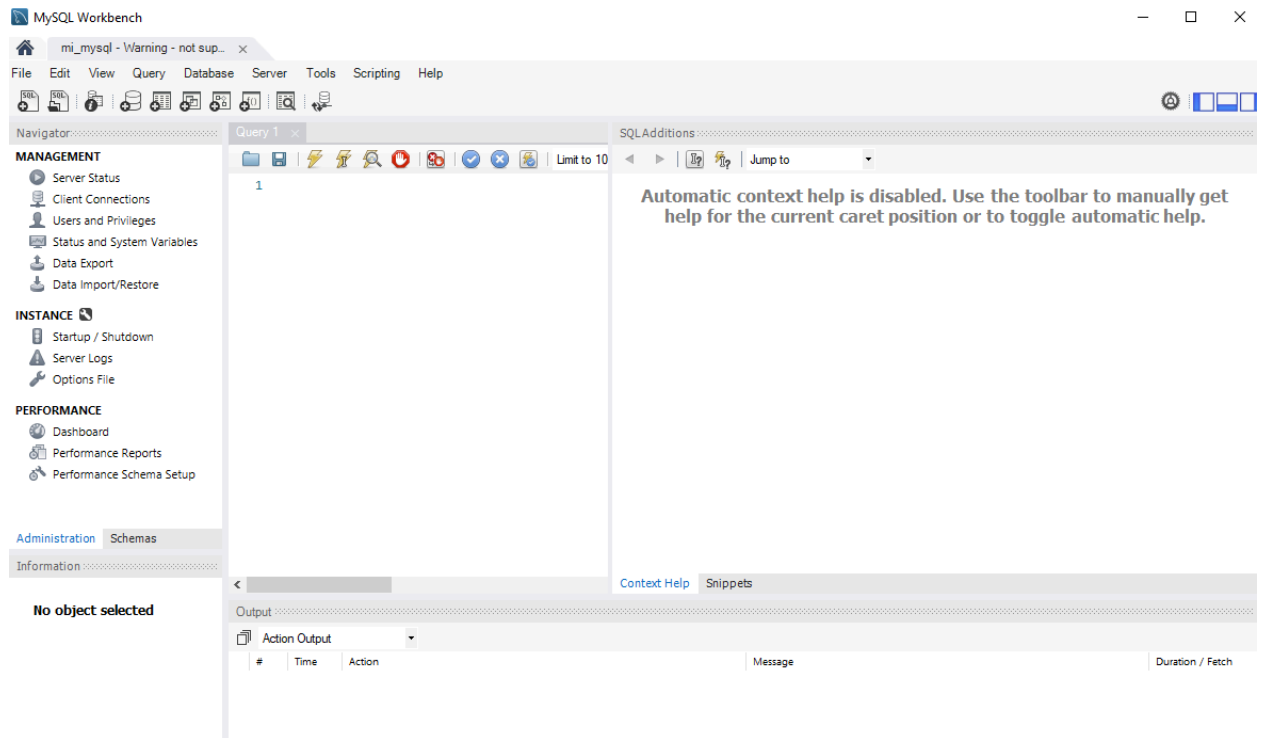 MySQL Workbench
mi_mysql - Warning - not sup...
File Edit View Query Database Server Tools Scripting Help
Navigator
MANAGEMENT
Server Status
Client Connections
Users and Privileges
Status and System Variables
Data Export
Data Import/Restore
INSTANCE
Startup / Shutdown
Server Logs
Options File
PERFORMANCE
Dashboard
Performance Reports
Performance Schema Setup
Administration Schemas
Information
No object selected
Query 1
Limit to 10
1
SQLAdditions
Jump to
Automatic context help is disabled. Use the toolbar to manually get
help for the current caret position or to toggle automatic help.
Context Help Snippets
Output
Action Output
# Time Action Message Duration / Fetch